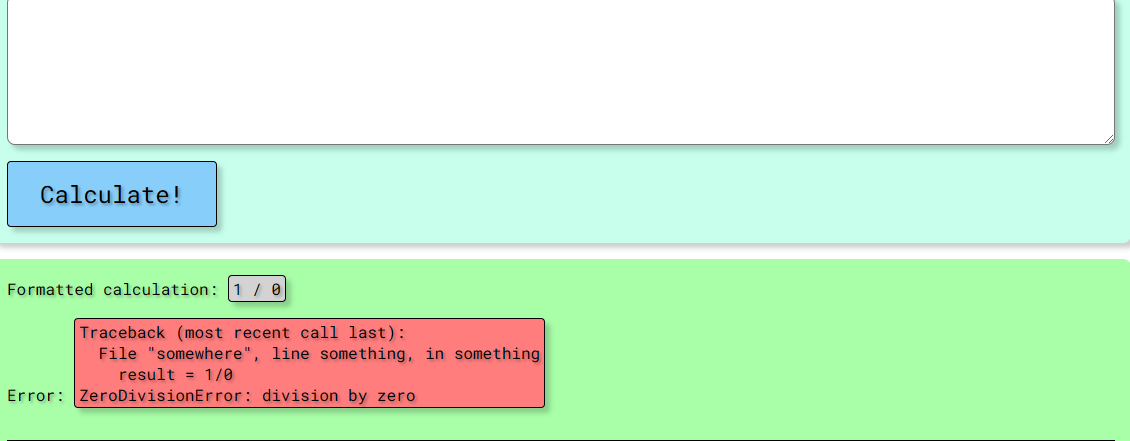 Calculate!
Formatted calculation: 1 / 0
Traceback (most recent call last):
  File "somewhere", line something, in something
    result = 1/0
Error: ZeroDivisionError: division by zero